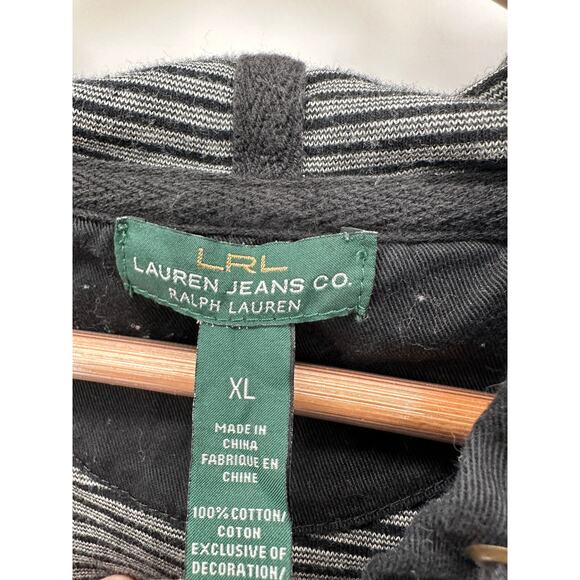 LRL
LAUREN JEANS CO.
RALPH LAUREN
XL
MADE IN
CHINA
FABRIQUE EN
CHINE
100% COTTON/
COTON
EXCLUSIVE OF
DECORATION/